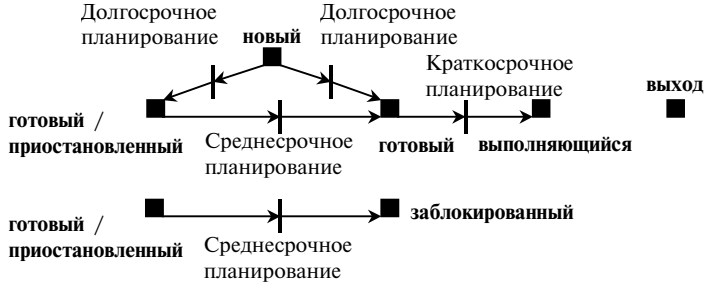 Долгосрочное
планирование
новый
Долгосрочное
планирование
Краткосрочное
планирование
выход
готовый /
приостановленный
Среднесрочное
планирование
готовый
выполняющийся
готовый /
приостановленный
заблокированный
Среднесрочное
планирование